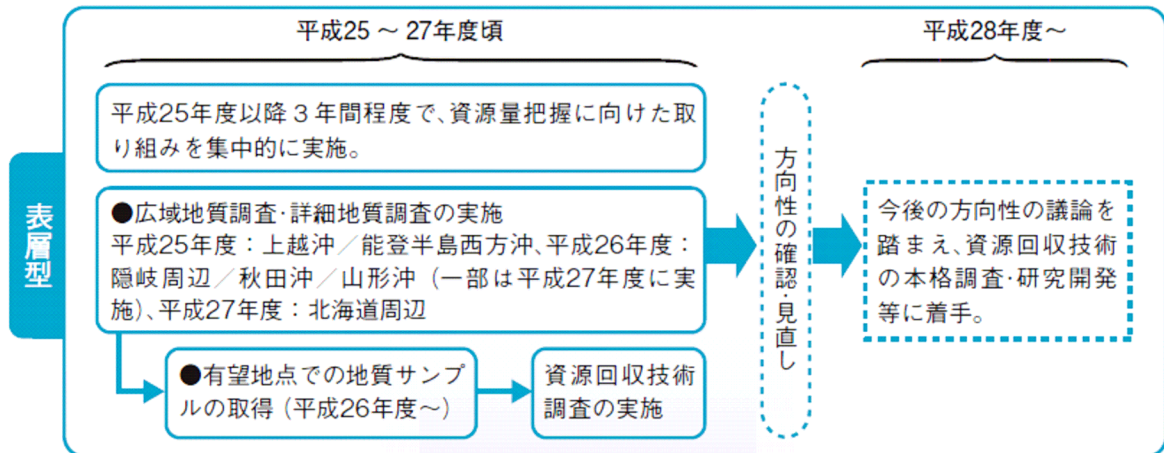 平成25～27年度頃
平成28年度～
表層型
平成25年度以降3年間程度で、資源量把握に向けた取
り組みを集中的に実施。
●広域地質調査・詳細地質調査の実施
平成25年度：上越沖／能登半島西方沖、平成26年度：
隠岐周辺／秋田沖／山形沖（一部は平成27年度に実
施）、平成27年度：北海道周辺
●有望地点での地質サンプ
ルの取得（平成26年度～）
資源回収技術
調査の実施
方向性の確認・見直し
今後の方向性の議論を
踏まえ、資源回収技術
の本格調査・研究開発
等に着手。